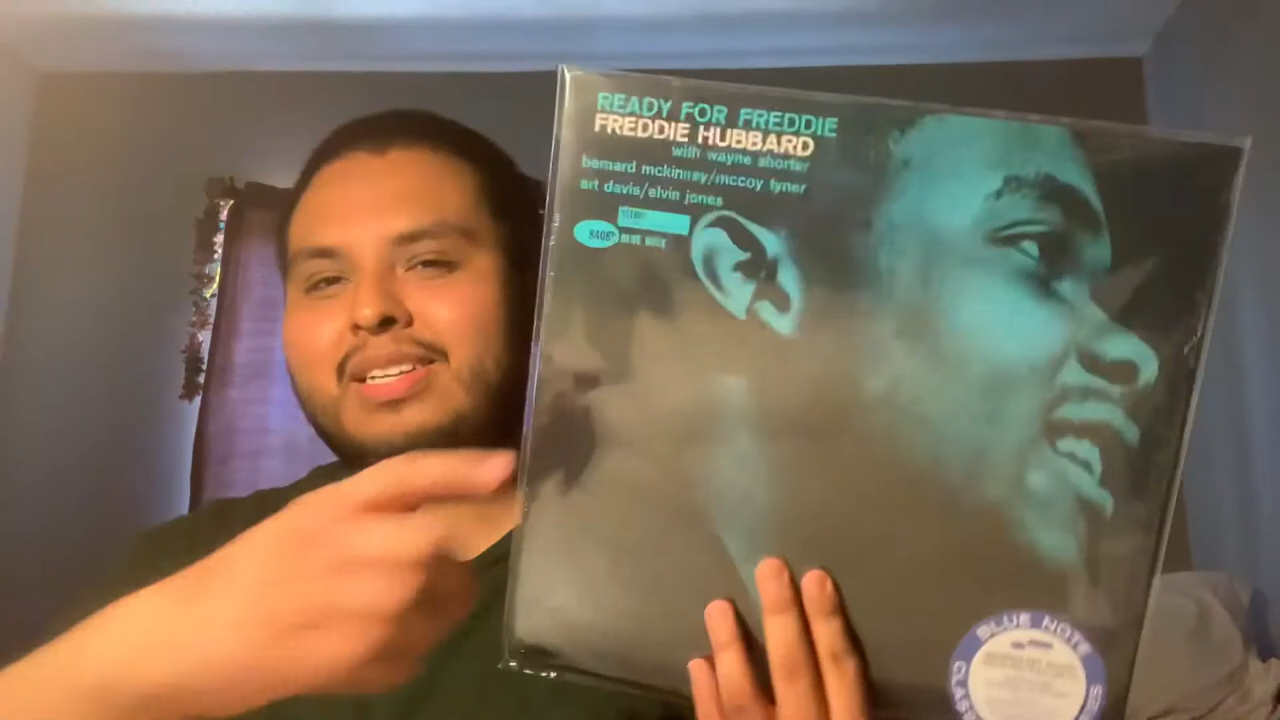 READY FOR FREDDIE
FREDDIE HUBBARD
with wayne shorter
bernard mckinney/mccoy tyner
art davis/elvin jones
BLUE NOTE
BLUE NOTE